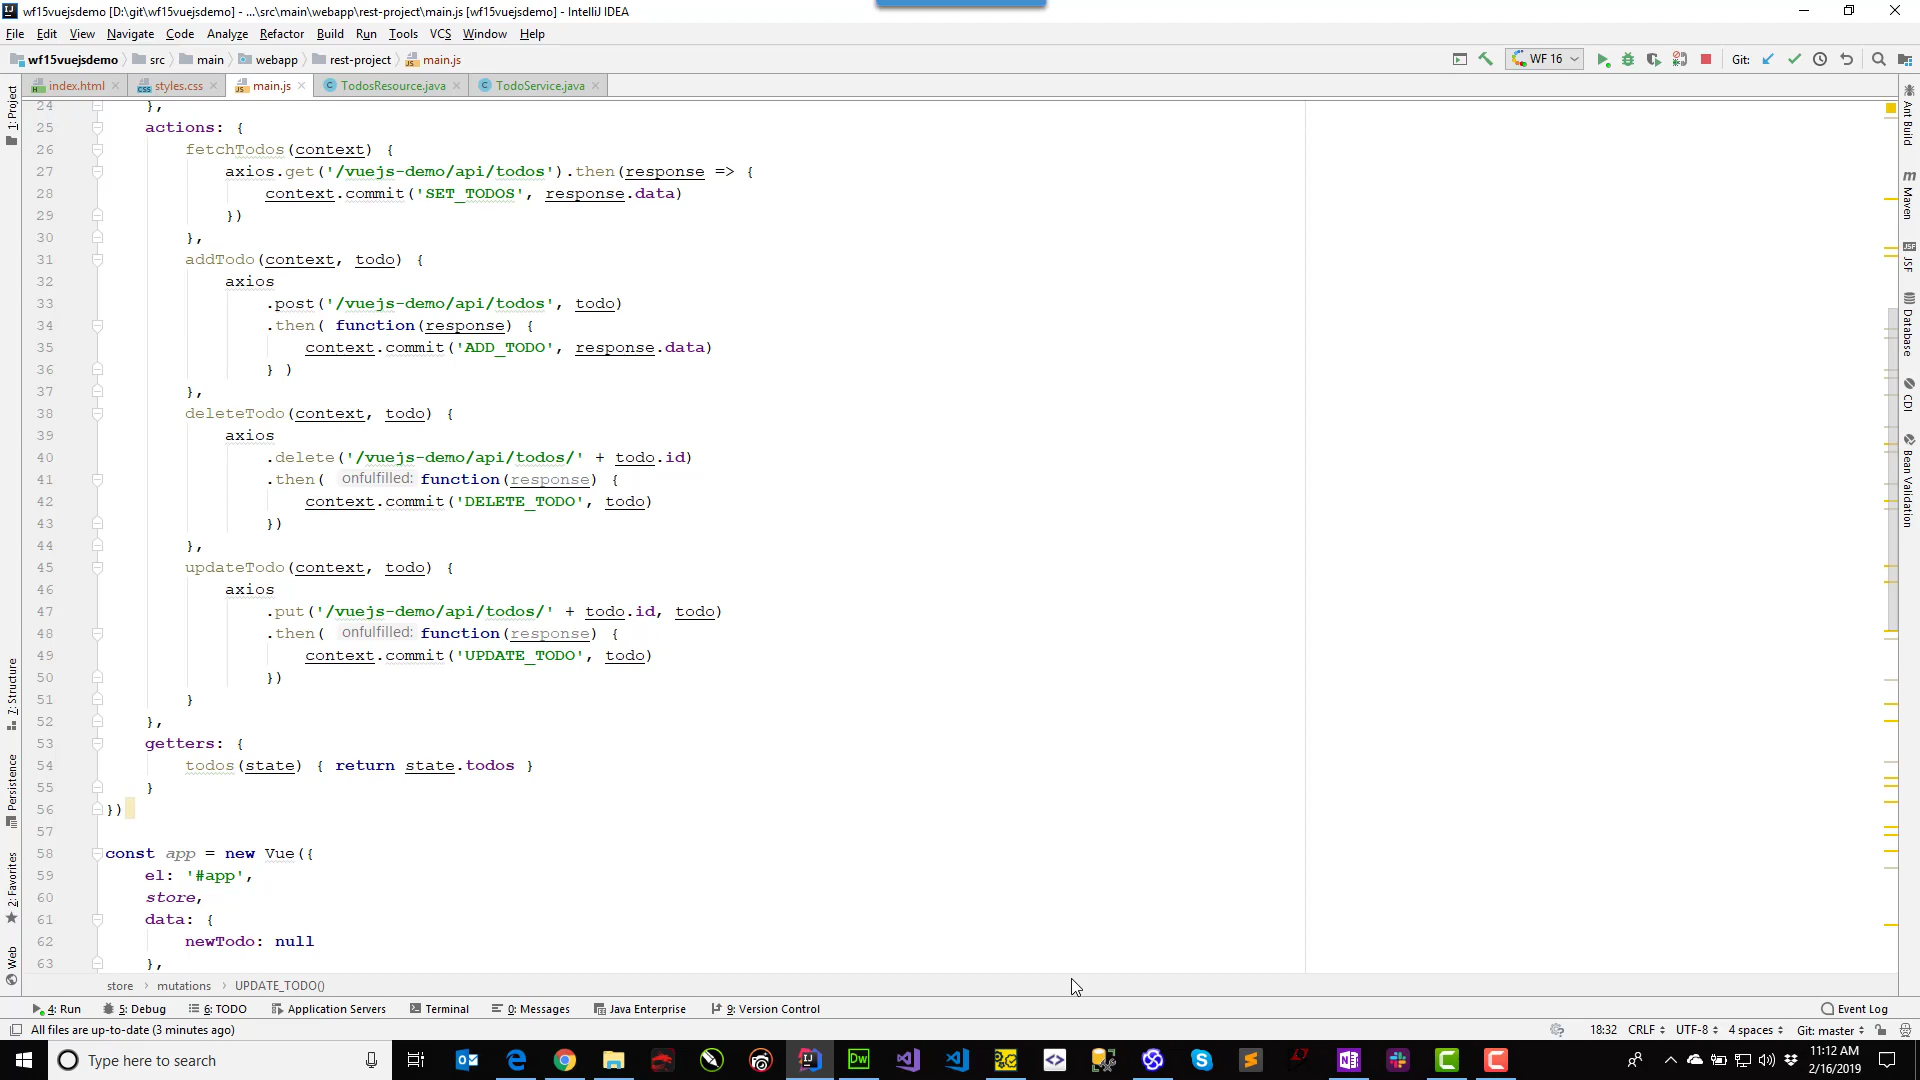 wf15vuejsdemo [D:\git\wf15vuejsdemo] - ...\src\main\webapp\rest-project\main.js [wf15vuejsdemo] - IntelliJ IDEA
File Edit View Navigate Code Analyze Refactor Build Run Tools VCS Window Help
wf15vuejsdemo src main webapp rest-project main.js WF 16 Git:
index.html styles.css main.js TodosResource.java TodoService.java
24 },
25 actions: {
26 fetchTodos(context) {
27 axios.get('/vuejs-demo/api/todos').then(response => {
28 context.commit('SET_TODOS', response.data)
29 })
30 },
31 addTodo(context, todo) {
32 axios
33 .post('/vuejs-demo/api/todos', todo)
34 .then( function(response) {
35 context.commit('ADD_TODO', response.data)
36 } )
37 },
38 deleteTodo(context, todo) {
39 axios
40 .delete('/vuejs-demo/api/todos/' + todo.id)
41 .then( onfulfilled: function(response) {
42 context.commit('DELETE_TODO', todo)
43 })
44 },
45 updateTodo(context, todo) {
46 axios
47 .put('/vuejs-demo/api/todos/' + todo.id, todo)
48 .then( onfulfilled: function(response) {
49 context.commit('UPDATE_TODO', todo)
50 })
51 }
52 },
53 getters: {
54 todos(state) { return state.todos }
55 }
56 })
57
58 const app = new Vue({
59 el: '#app',
60 store,
61 data: {
62 newTodo: null
63 },
1: Project
7: Structure
Persistence
2: Favorites
Web
Ant Build
Maven
JSF
Database
CDI
Bean Validation
store mutations UPDATE_TODO()
4: Run 5: Debug 6: TODO Application Servers Terminal 0: Messages Java Enterprise 9: Version Control Event Log
All files are up-to-date (3 minutes ago) 18:32 CRLF UTF-8 4 spaces Git: master
Type here to search
11:12 AM
2/16/2019